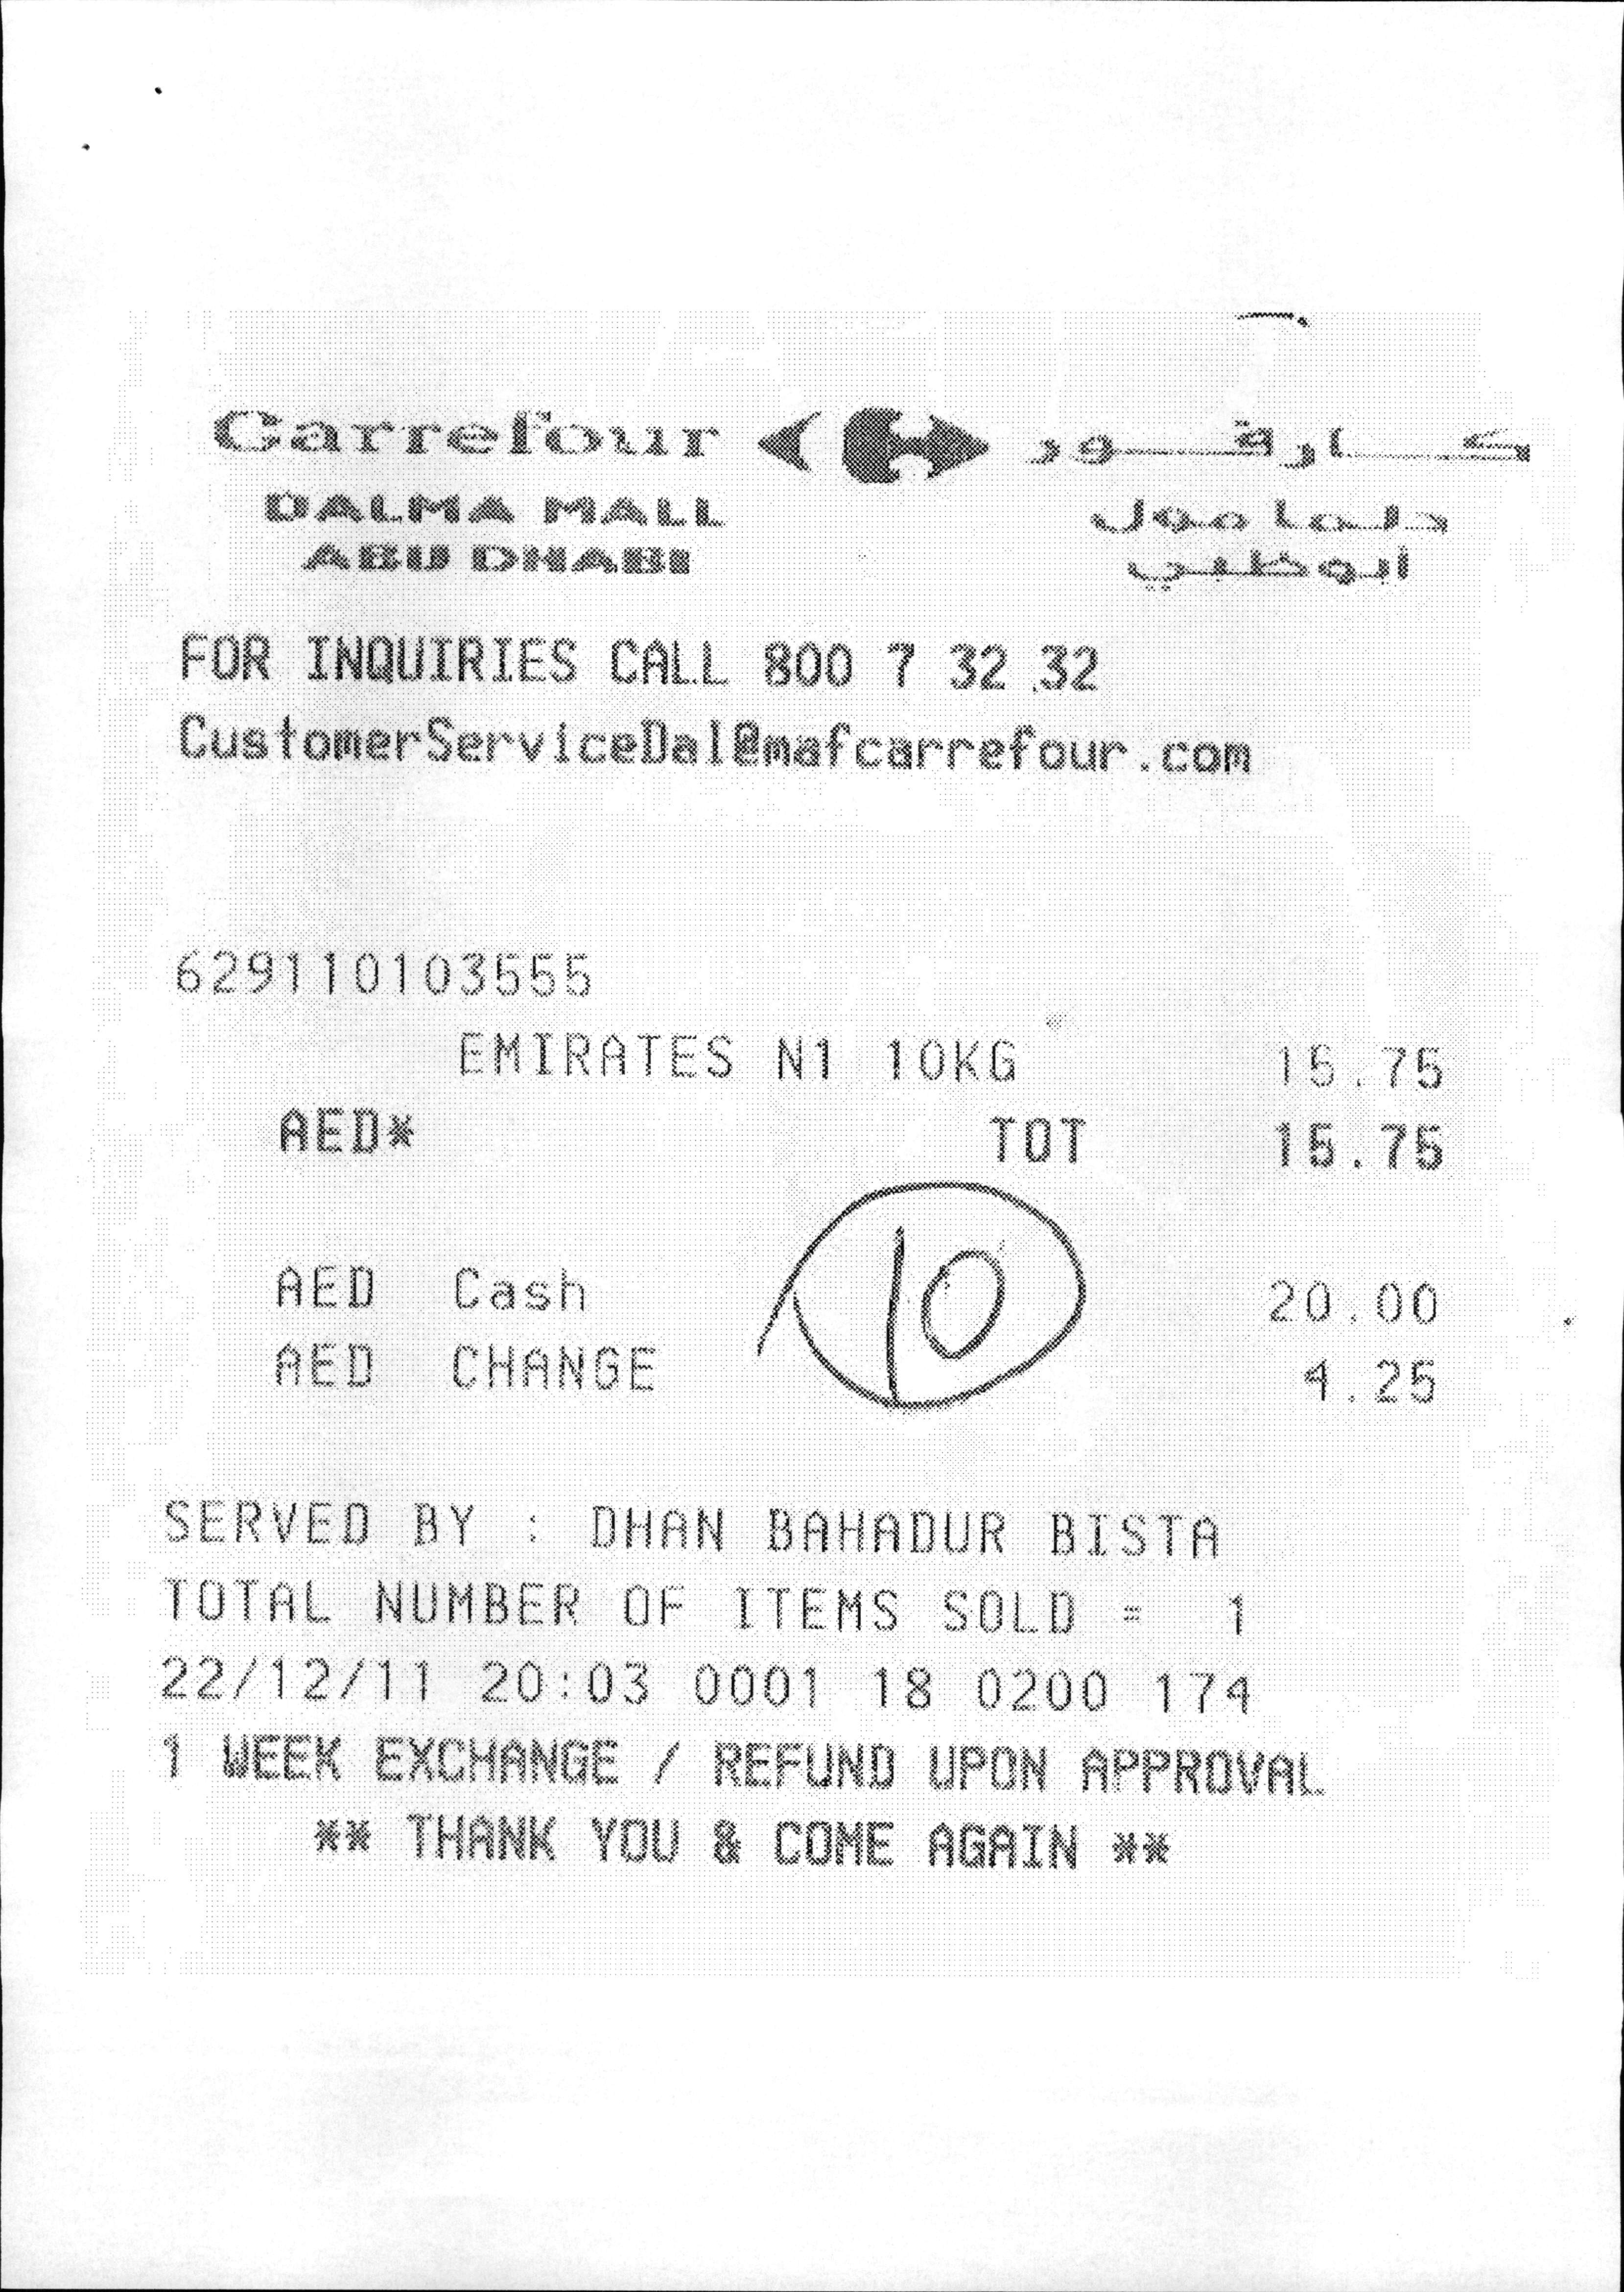 Carrefour كارفور
DALMA MALL دلما مول
ABU DHABI أبوظبي
FOR INQUIRIES CALL 800 7 32 32
CustomerServiceDal@mafcarrefour.com
629110103555
EMIRATES N1 10KG 15.75
AED* TOT 15.75
10
AED Cash 20.00
AED CHANGE 4.25
SERVED BY : DHAN BAHADUR BISTA
TOTAL NUMBER OF ITEMS SOLD = 1
22/12/11 20:03 0001 18 0200 174
1 WEEK EXCHANGE / REFUND UPON APPROVAL
** THANK YOU & COME AGAIN **